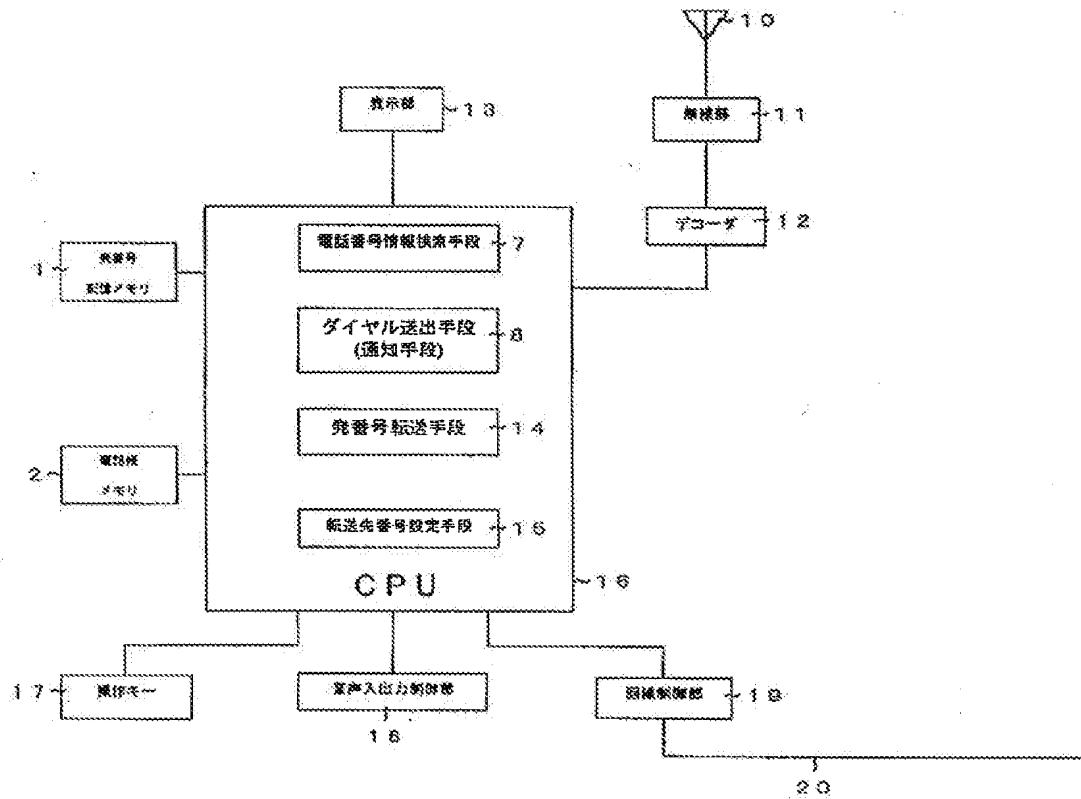 10
表示部
13
無線部
11
デコーダ
12
電話番号情報検索手段
7
発番号
記憶メモリ
1
ダイヤル送出手段
(通知手段)
8
発番号転送手段
14
電話帳
メモリ
2
転送先番号設定手段
15
CPU
16
操作キー
17
音声入出力制御部
18
回線制御部
19
20